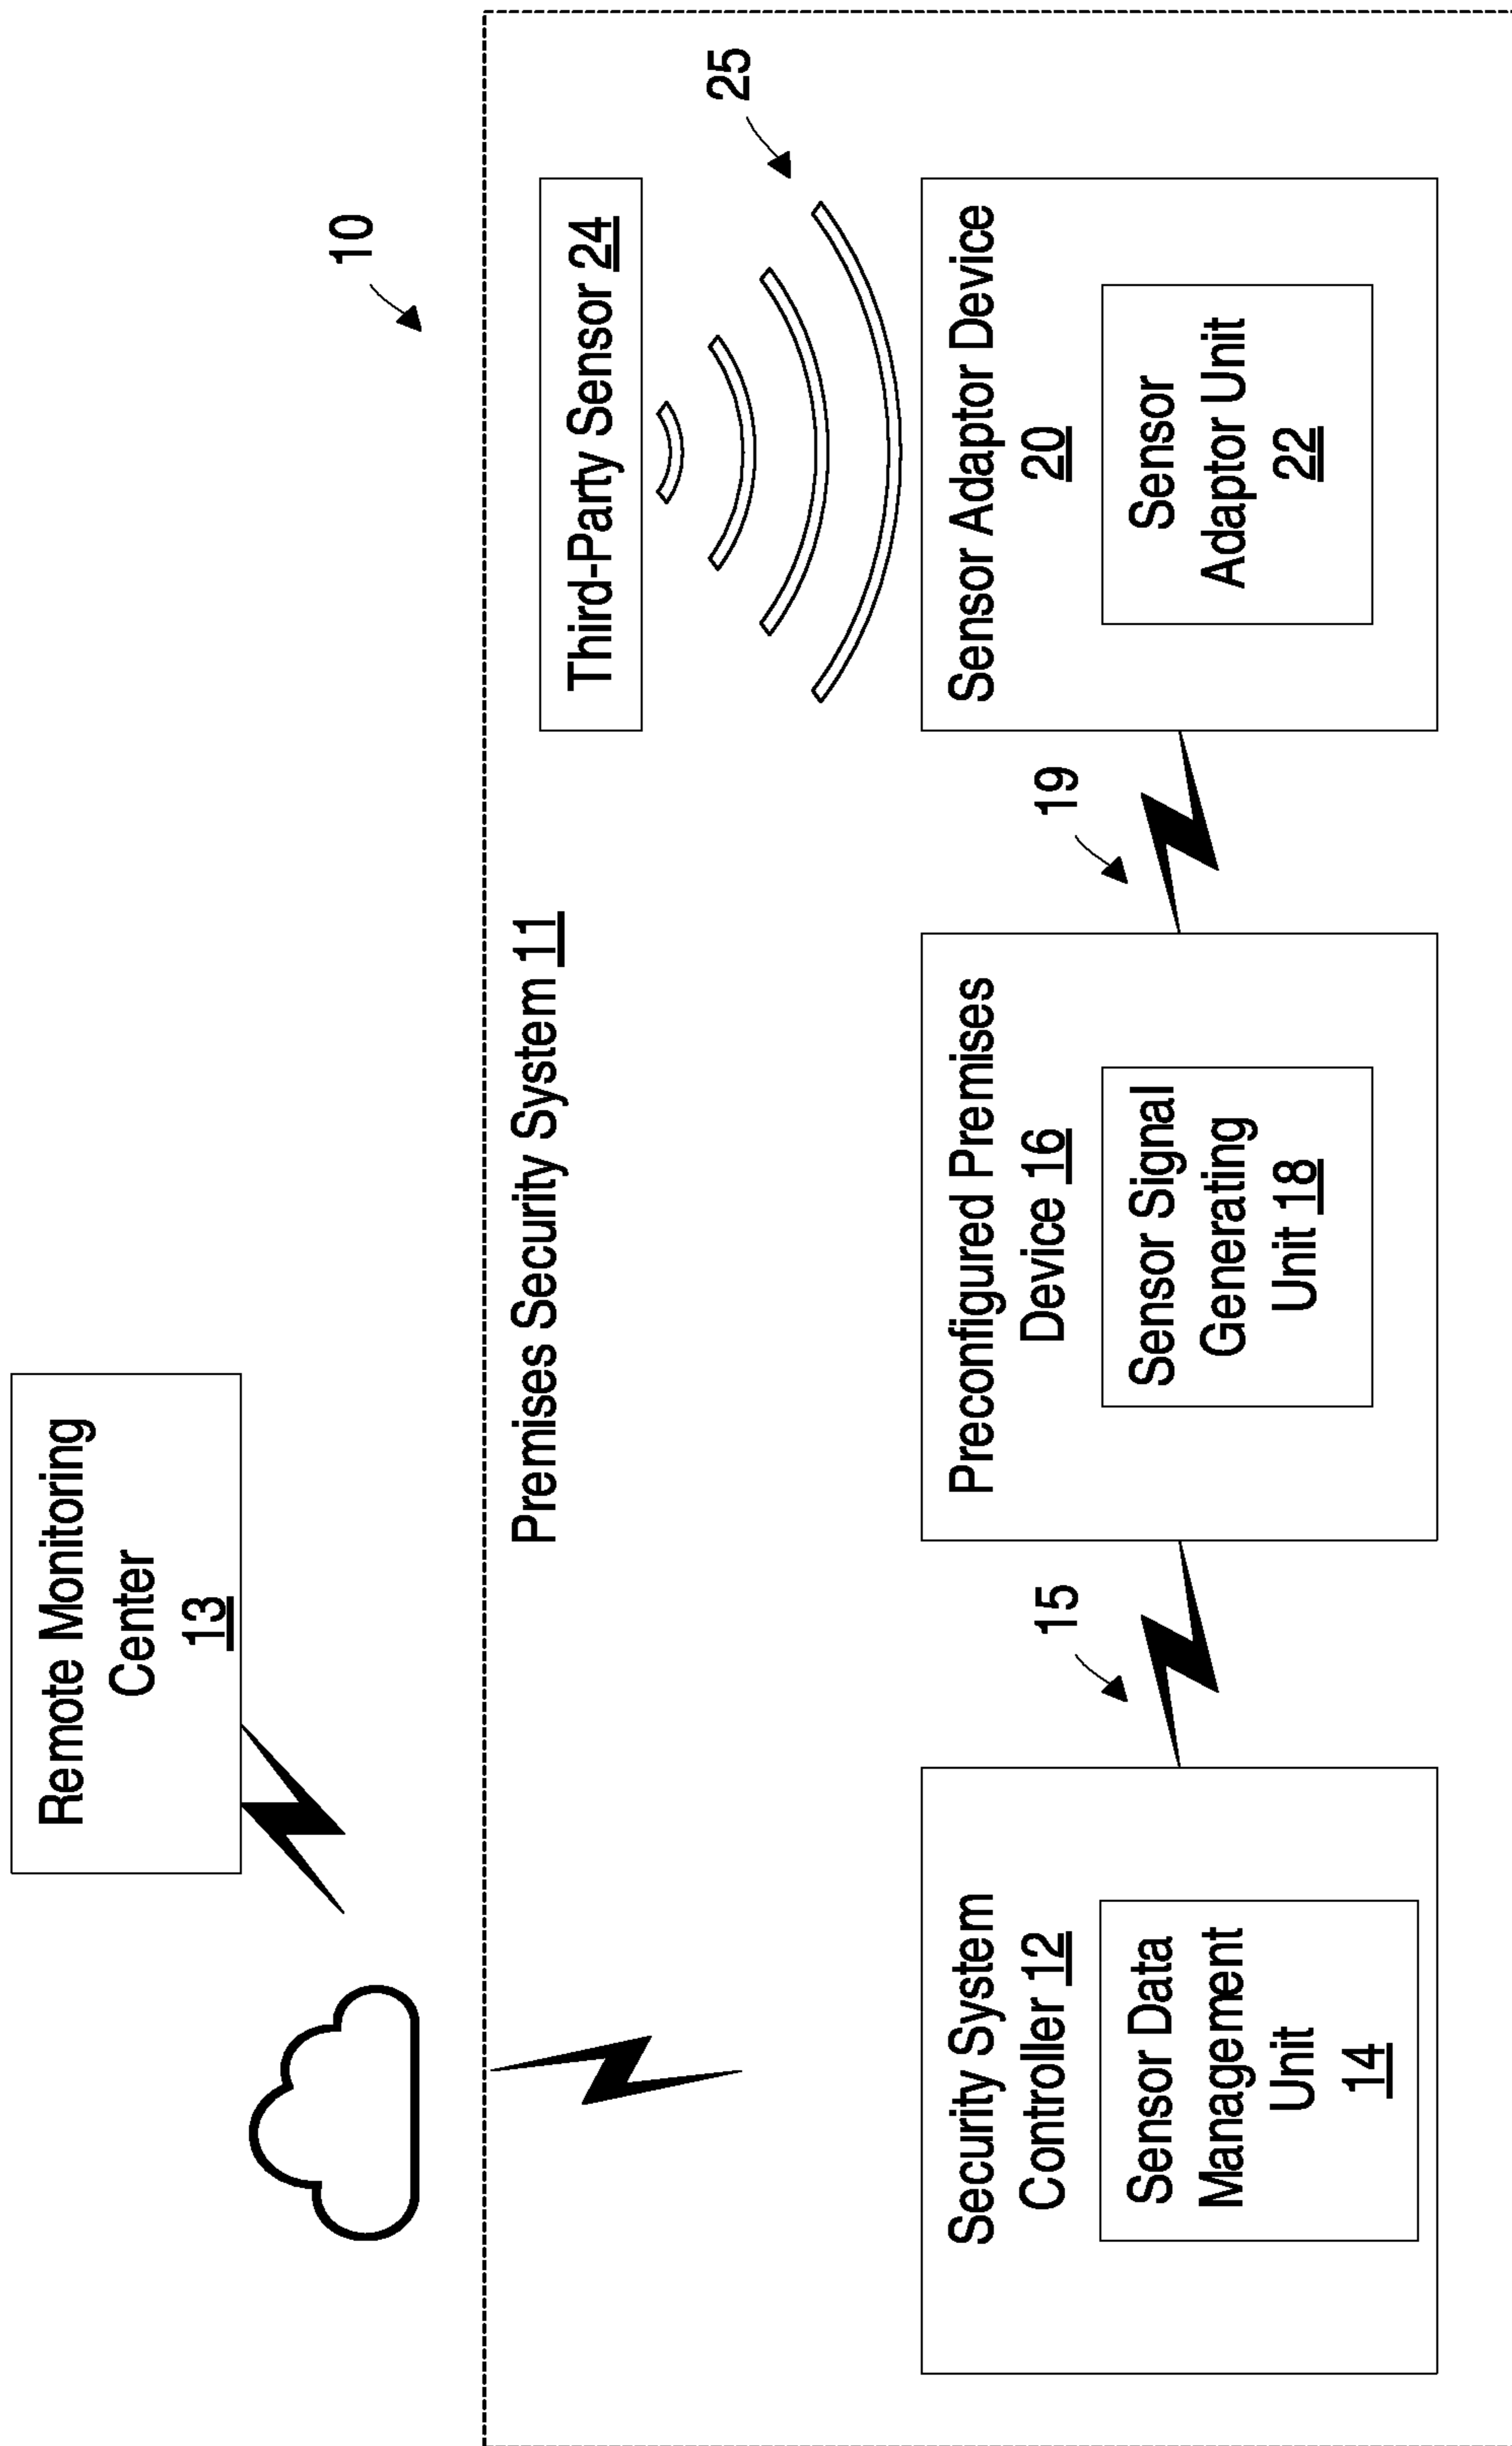 Remote Monitoring
Center
13
10
Premises Security System 11
Third-Party Sensor 24
25
Security System
Controller 12
Sensor Data
Management
Unit
14
15
Preconfigured Premises
Device 16
Sensor Signal
Generating
Unit 18
19
Sensor Adaptor Device
20
Sensor
Adaptor Unit
22